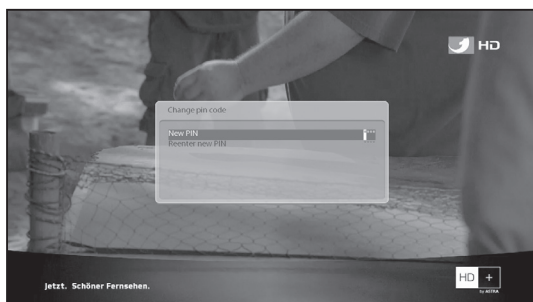 HD
Change pin code
New PIN
Reenter new PIN
Jetzt. Schöner Fernsehen.
HD +
by ASTRA